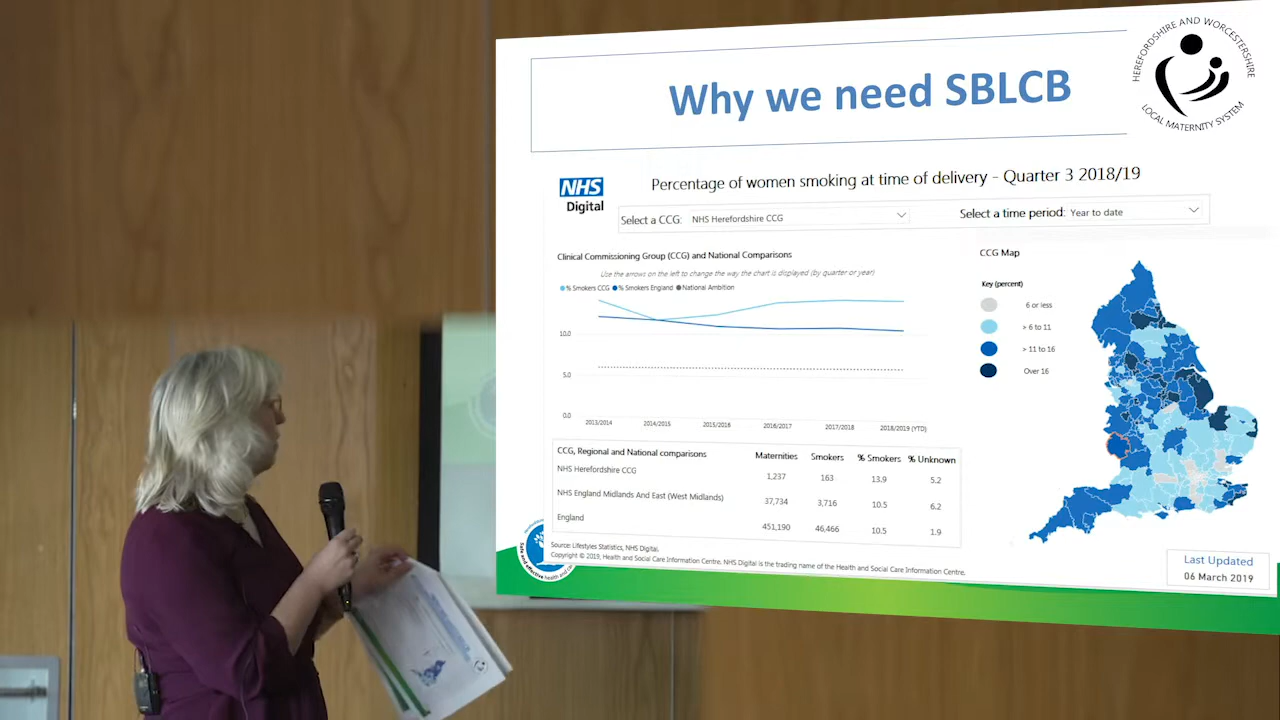 Why we need SBLCB
HEREFORDSHIRE AND WORCESTERSHIRE
LOCAL MATERNITY SYSTEM
NHS
Digital
Percentage of women smoking at time of delivery - Quarter 3 2018/19
Select a CCG: NHS Herefordshire CCG
Select a time period: Year to date
Clinical Commissioning Group (CCG) and National Comparisons
Use the arrows on the left to change the way the chart is displayed (by quarter or year)
% Smokers CCG % Smokers England National Ambition
10.0
5.0
0.0
2013/2014 2014/2015 2015/2016 2016/2017 2017/2018 2018/2019 (YTD)
CCG Map
Key (percent)
6 or less
> 6 to 11
> 11 to 16
Over 16
CCG, Regional and National comparisons Maternities Smokers % Smokers % Unknown
NHS Herefordshire CCG 1,237 163 13.9 5.2
NHS England Midlands And East (West Midlands) 37,734 3,716 10.5 6.2
England 451,190 46,466 10.5 1.9
Source: Lifestyles Statistics, NHS Digital.
Copyright © 2019, Health and Social Care Information Centre. NHS Digital is the trading name of the Health and Social Care Information Centre.
Safe and effective health and car
Last Updated
06 March 2019